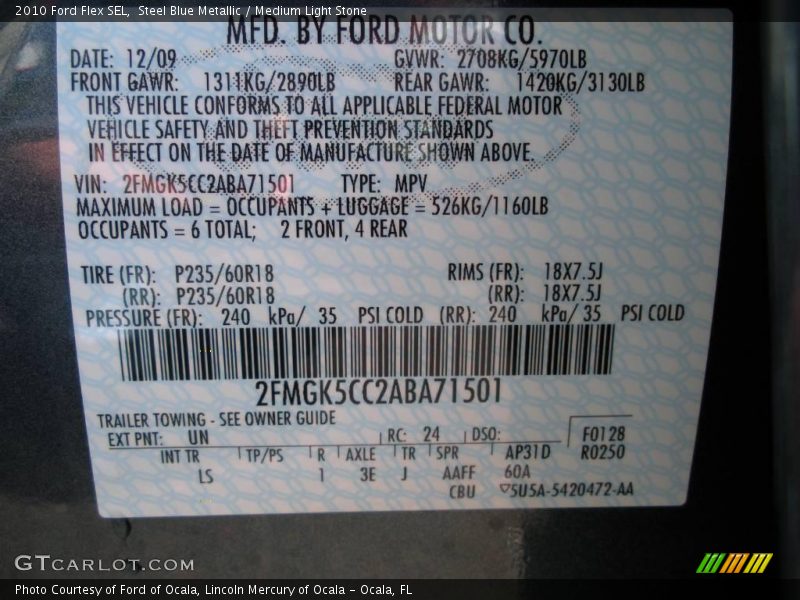 2010 Ford Flex SEL,  Steel Blue Metallic / Medium Light Stone
MFD. BY FORD MOTOR CO.
DATE: 12/09 GVWR: 2708KG/5970LB
FRONT GAWR: 1311KG/2890LB REAR GAWR: 1420KG/3130LB
THIS VEHICLE CONFORMS TO ALL APPLICABLE FEDERAL MOTOR
VEHICLE SAFETY AND THEFT PREVENTION STANDARDS
IN EFFECT ON THE DATE OF MANUFACTURE SHOWN ABOVE.
VIN: 2FMGK5CC2ABA71501 TYPE: MPV
MAXIMUM LOAD = OCCUPANTS + LUGGAGE = 526KG/1160LB
OCCUPANTS = 6 TOTAL; 2 FRONT, 4 REAR
TIRE (FR): P235/60R18 RIMS (FR): 18X7.5J
(RR): P235/60R18 (RR): 18X7.5J
PRESSURE (FR): 240 kPa/ 35 PSI COLD (RR): 240 kPa/ 35 PSI COLD
2FMGK5CC2ABA71501
TRAILER TOWING - SEE OWNER GUIDE
EXT PNT: UN RC: 24 DSO: F0128
INT TR TP/PS R AXLE TR SPR AP31D R0250
LS 1 3E J AAFF 60A
CBU ▽5U5A-5420472-AA
GTCARLOT.COM
Photo Courtesy of Ford of Ocala, Lincoln Mercury of Ocala – Ocala, FL